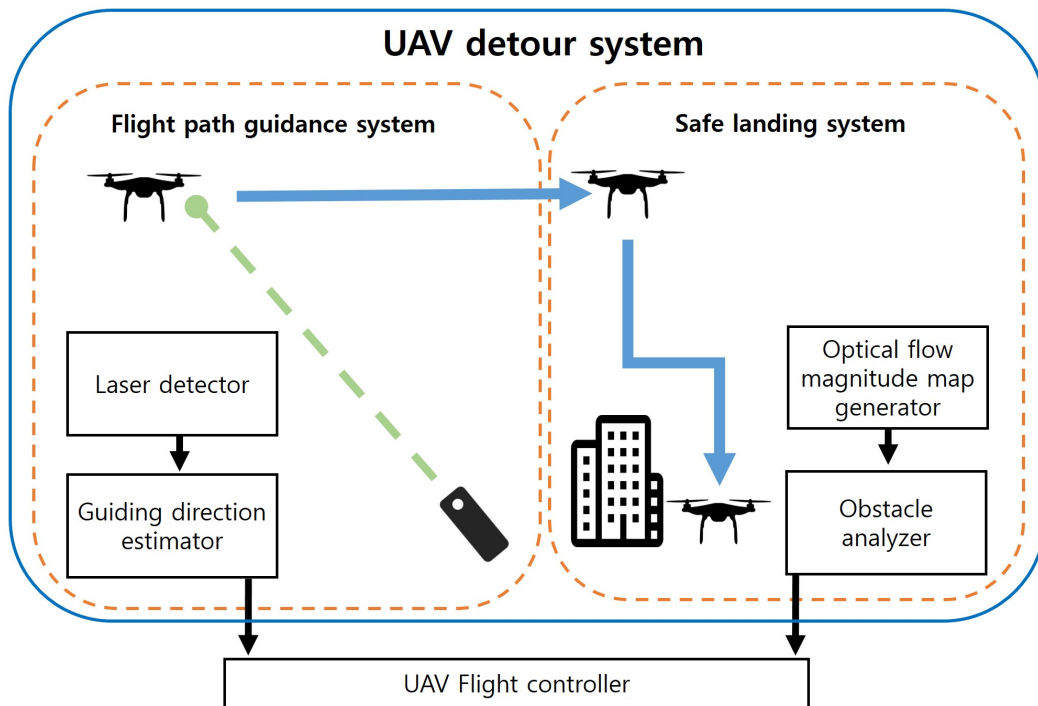 UAV detour system
Flight path guidance system
Safe landing system
Laser detector
Guiding direction
estimator
Optical flow
magnitude map
generator
Obstacle
analyzer
UAV Flight controller